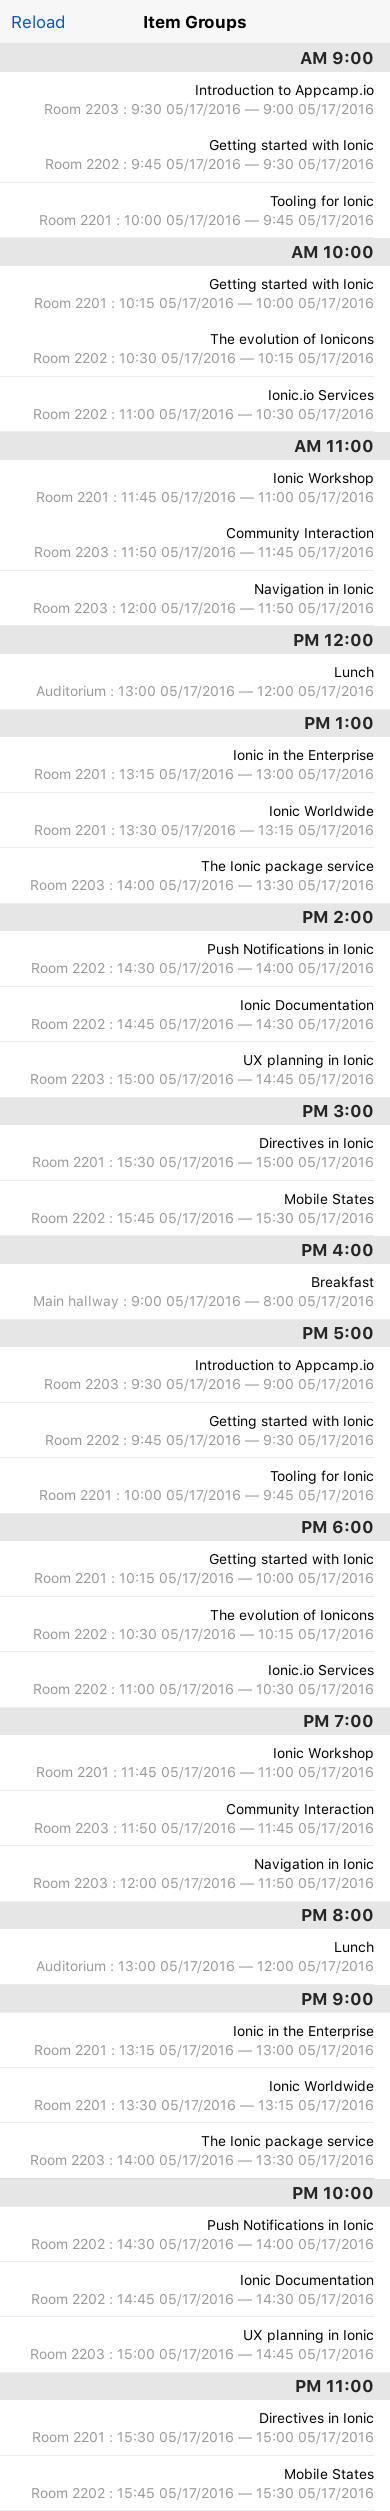 Reload
Item Groups
AM 9:00
Introduction to Appcamp.io
Room 2203 : 9:30 05/17/2016 — 9:00 05/17/2016
Getting started with Ionic
Room 2202 : 9:45 05/17/2016 — 9:30 05/17/2016
Tooling for Ionic
Room 2201 : 10:00 05/17/2016 — 9:45 05/17/2016
AM 10:00
Getting started with Ionic
Room 2201 : 10:15 05/17/2016 — 10:00 05/17/2016
The evolution of Ionicons
Room 2202 : 10:30 05/17/2016 — 10:15 05/17/2016
Ionic.io Services
Room 2202 : 11:00 05/17/2016 — 10:30 05/17/2016
AM 11:00
Ionic Workshop
Room 2201 : 11:45 05/17/2016 — 11:00 05/17/2016
Community Interaction
Room 2203 : 11:50 05/17/2016 — 11:45 05/17/2016
Navigation in Ionic
Room 2203 : 12:00 05/17/2016 — 11:50 05/17/2016
PM 12:00
Lunch
Auditorium : 13:00 05/17/2016 — 12:00 05/17/2016
PM 1:00
Ionic in the Enterprise
Room 2201 : 13:15 05/17/2016 — 13:00 05/17/2016
Ionic Worldwide
Room 2201 : 13:30 05/17/2016 — 13:15 05/17/2016
The Ionic package service
Room 2203 : 14:00 05/17/2016 — 13:30 05/17/2016
PM 2:00
Push Notifications in Ionic
Room 2202 : 14:30 05/17/2016 — 14:00 05/17/2016
Ionic Documentation
Room 2202 : 14:45 05/17/2016 — 14:30 05/17/2016
UX planning in Ionic
Room 2203 : 15:00 05/17/2016 — 14:45 05/17/2016
PM 3:00
Directives in Ionic
Room 2201 : 15:30 05/17/2016 — 15:00 05/17/2016
Mobile States
Room 2202 : 15:45 05/17/2016 — 15:30 05/17/2016
PM 4:00
Breakfast
Main hallway : 9:00 05/17/2016 — 8:00 05/17/2016
PM 5:00
Introduction to Appcamp.io
Room 2203 : 9:30 05/17/2016 — 9:00 05/17/2016
Getting started with Ionic
Room 2202 : 9:45 05/17/2016 — 9:30 05/17/2016
Tooling for Ionic
Room 2201 : 10:00 05/17/2016 — 9:45 05/17/2016
PM 6:00
Getting started with Ionic
Room 2201 : 10:15 05/17/2016 — 10:00 05/17/2016
The evolution of Ionicons
Room 2202 : 10:30 05/17/2016 — 10:15 05/17/2016
Ionic.io Services
Room 2202 : 11:00 05/17/2016 — 10:30 05/17/2016
PM 7:00
Ionic Workshop
Room 2201 : 11:45 05/17/2016 — 11:00 05/17/2016
Community Interaction
Room 2203 : 11:50 05/17/2016 — 11:45 05/17/2016
Navigation in Ionic
Room 2203 : 12:00 05/17/2016 — 11:50 05/17/2016
PM 8:00
Lunch
Auditorium : 13:00 05/17/2016 — 12:00 05/17/2016
PM 9:00
Ionic in the Enterprise
Room 2201 : 13:15 05/17/2016 — 13:00 05/17/2016
Ionic Worldwide
Room 2201 : 13:30 05/17/2016 — 13:15 05/17/2016
The Ionic package service
Room 2203 : 14:00 05/17/2016 — 13:30 05/17/2016
PM 10:00
Push Notifications in Ionic
Room 2202 : 14:30 05/17/2016 — 14:00 05/17/2016
Ionic Documentation
Room 2202 : 14:45 05/17/2016 — 14:30 05/17/2016
UX planning in Ionic
Room 2203 : 15:00 05/17/2016 — 14:45 05/17/2016
PM 11:00
Directives in Ionic
Room 2201 : 15:30 05/17/2016 — 15:00 05/17/2016
Mobile States
Room 2202 : 15:45 05/17/2016 — 15:30 05/17/2016